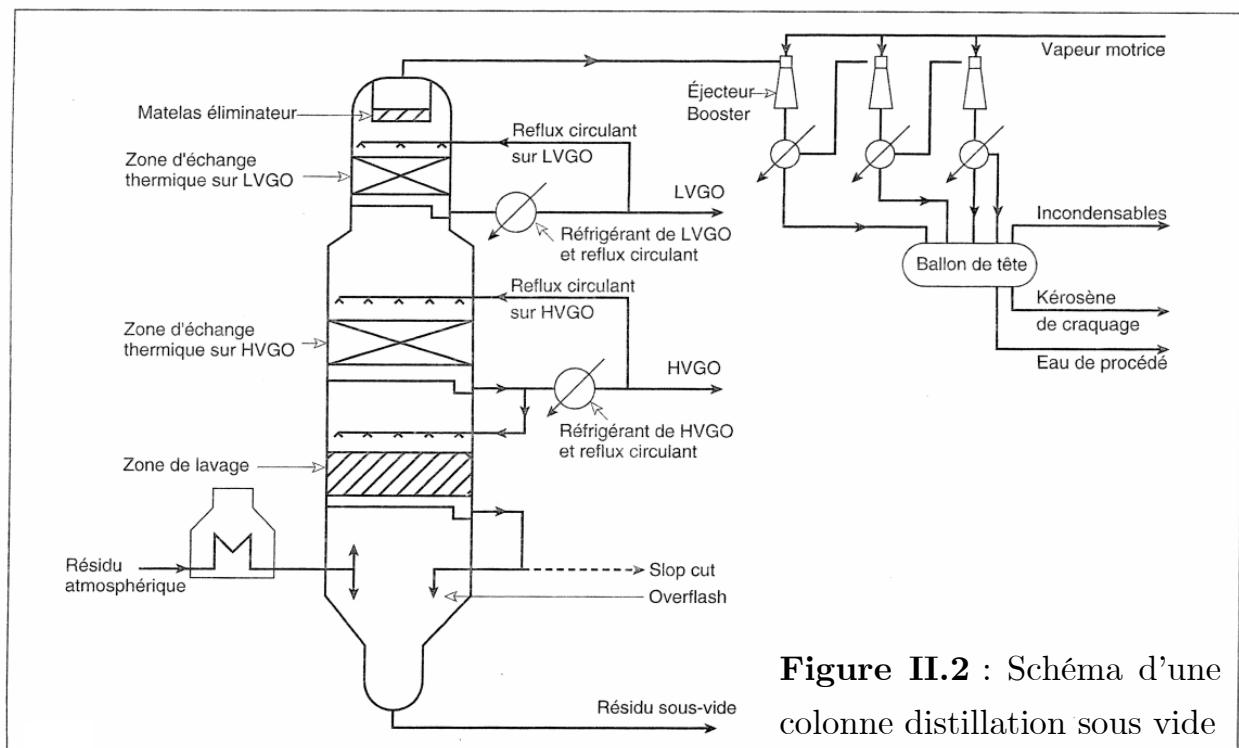 Vapeur motrice
Éjecteur
Booster
Matelas éliminateur
Reflux circulant
sur LVGO
Zone d'échange
thermique sur LVGO
LVGO
Réfrigérant de LVGO
et reflux circulant
Incondensables
Ballon de tête
Kérosène
de craquage
Eau de procédé
Reflux circulant
sur HVGO
Zone d'échange
thermique sur HVGO
HVGO
Réfrigérant de HVGO
et reflux circulant
Zone de lavage
Résidu
atmosphérique
Slop cut
Overflash
Résidu sous-vide
Figure II.2 : Schéma d'une
colonne distillation sous vide